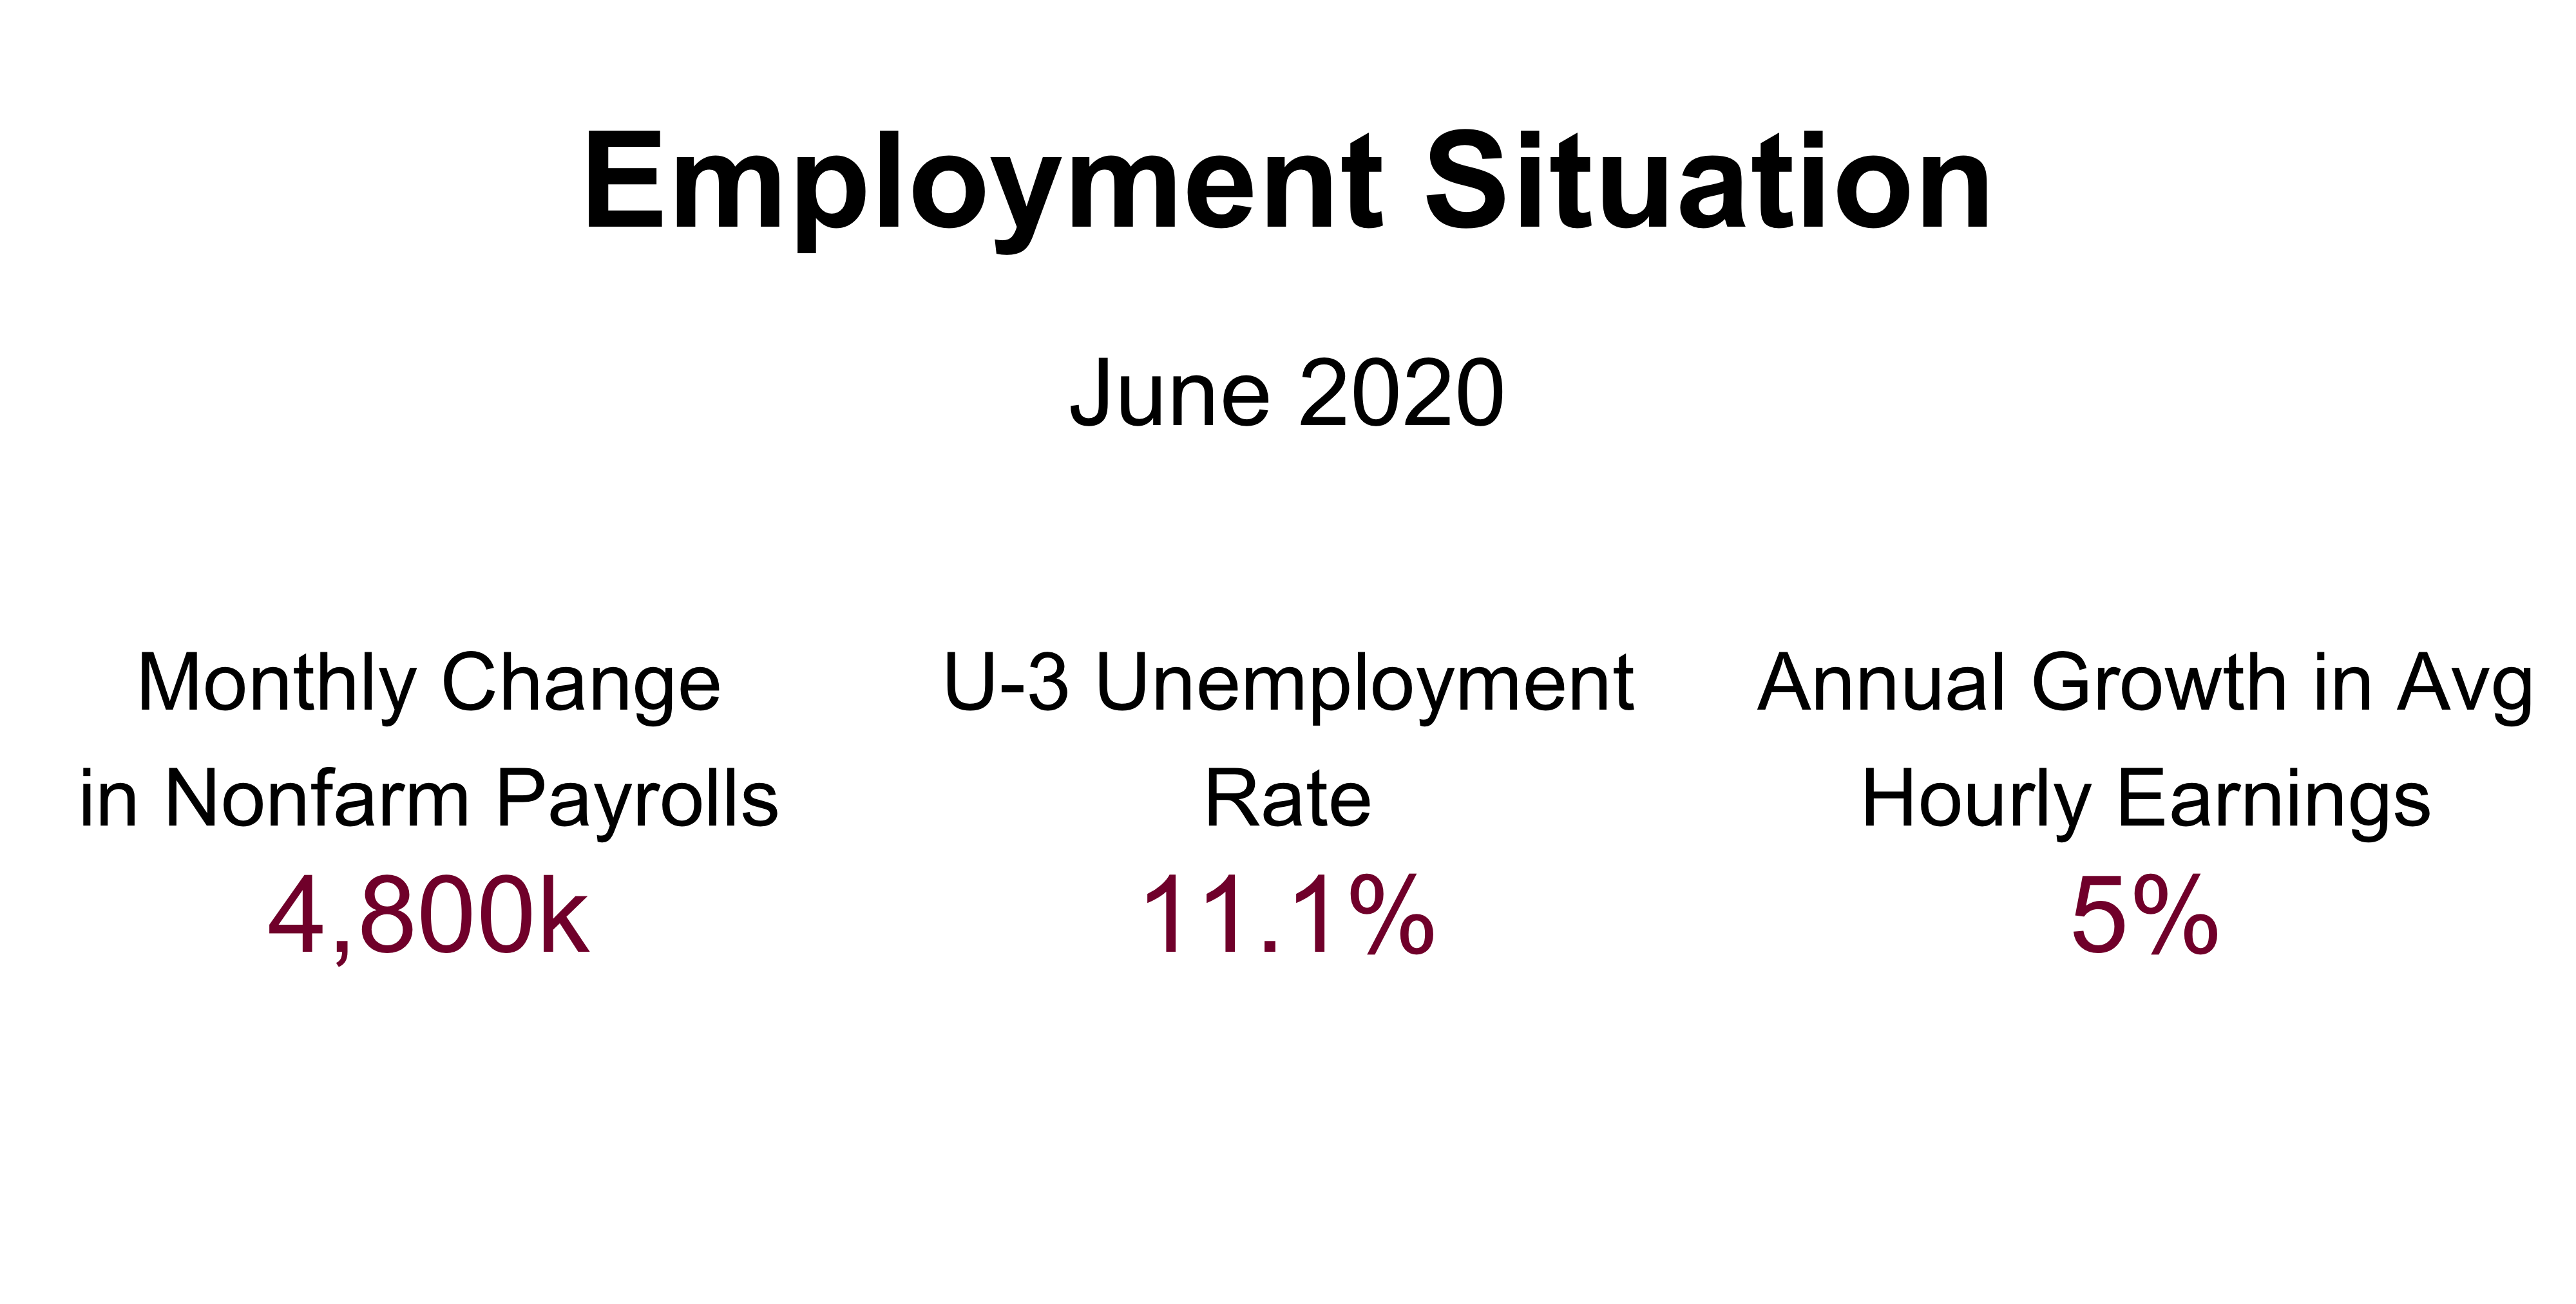 Employment Situation
June 2020
Monthly Change
in Nonfarm Payrolls
4,800k
U-3 Unemployment
Rate
11.1%
Annual Growth in Avg
Hourly Earnings
5%